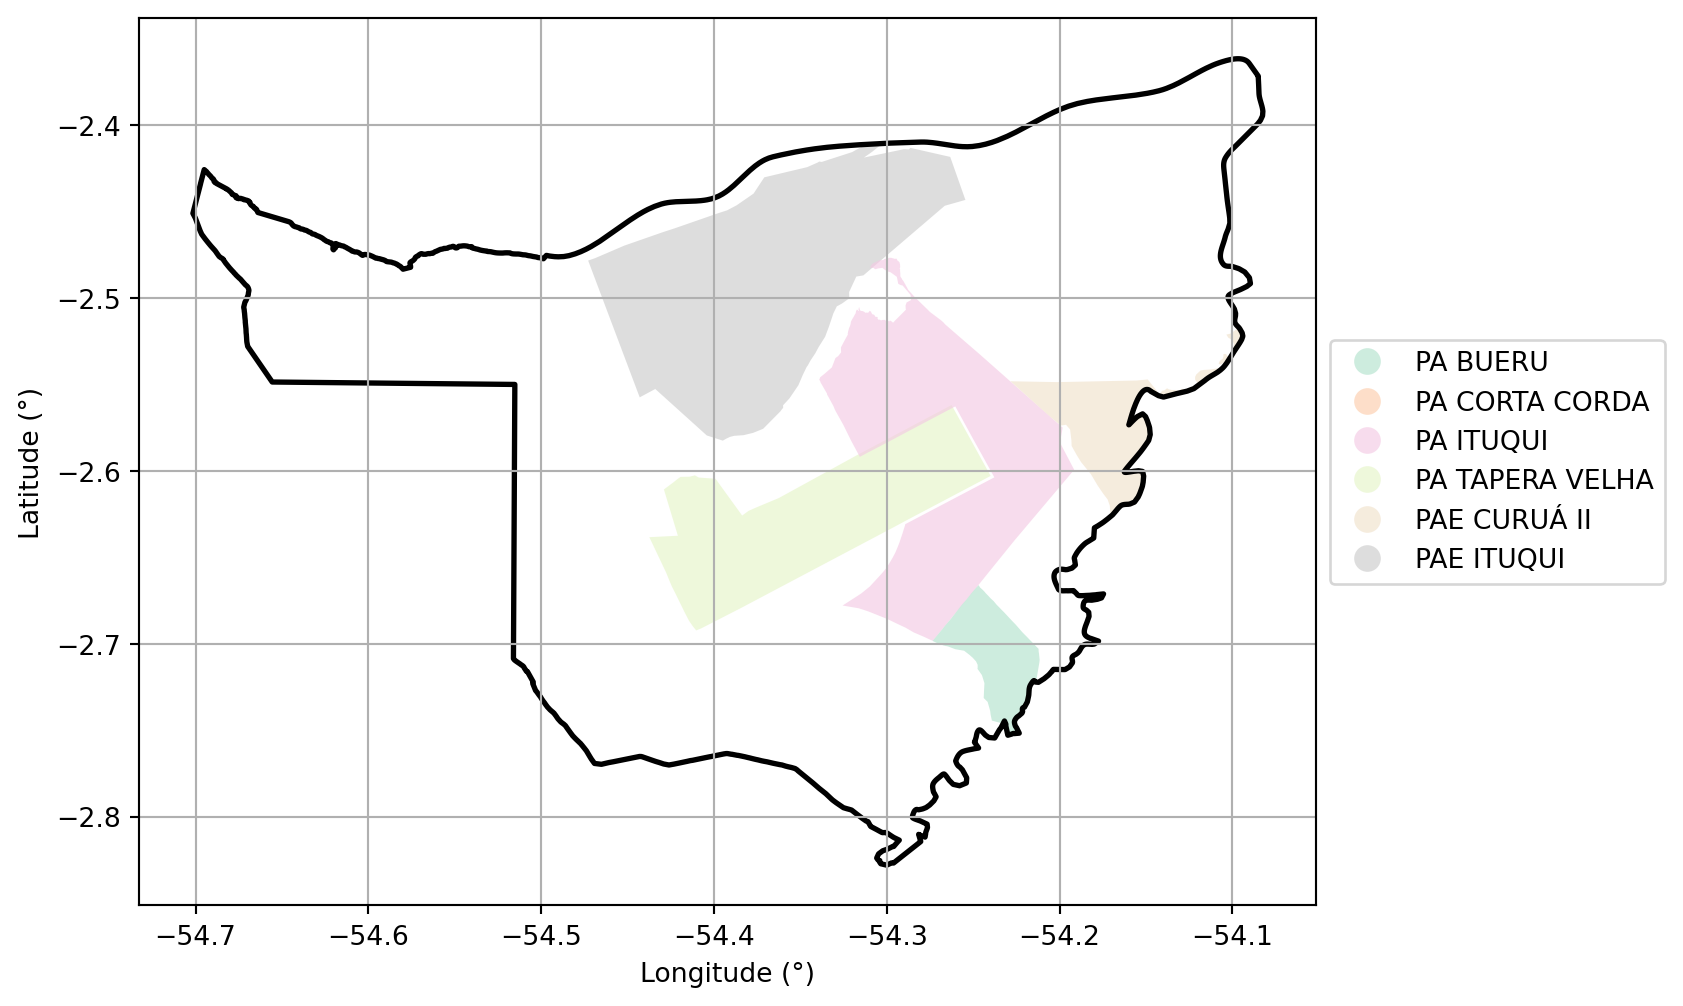 −2.4
−2.5
−2.6
−2.7
−2.8
Latitude (°)
−54.7
−54.6
−54.5
−54.4
−54.3
−54.2
−54.1
Longitude (°)
PA BUERU
PA CORTA CORDA
PA ITUQUI
PA TAPERA VELHA
PAE CURUÁ II
PAE ITUQUI